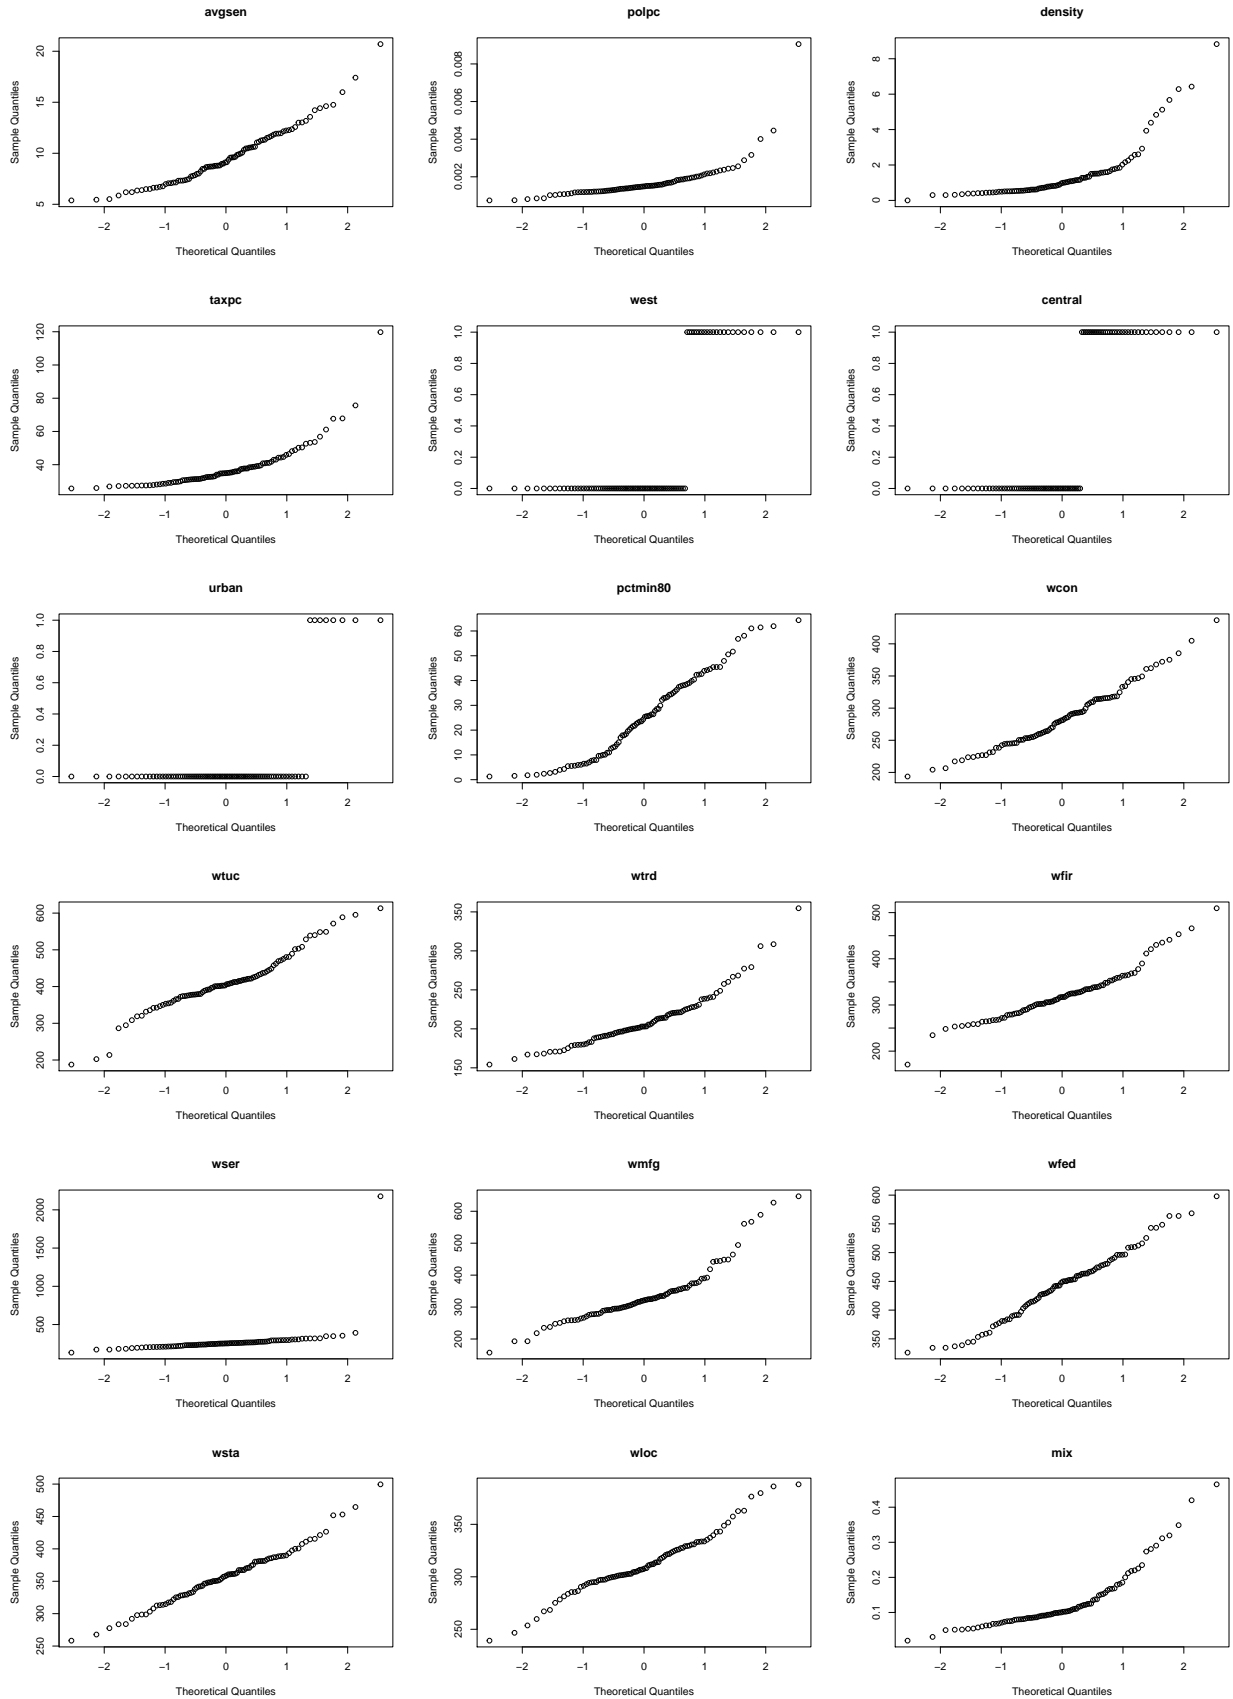 avgsen
polpc
density
Sample Quantiles
5 10 15 20
−2 −1 0 1 2
Theoretical Quantiles
Sample Quantiles
0.002 0.004 0.006 0.008
−2 −1 0 1 2
Theoretical Quantiles
Sample Quantiles
0 2 4 6 8
−2 −1 0 1 2
Theoretical Quantiles
taxpc
west
central
Sample Quantiles
40 60 80 100 120
−2 −1 0 1 2
Theoretical Quantiles
Sample Quantiles
0.0 0.2 0.4 0.6 0.8 1.0
−2 −1 0 1 2
Theoretical Quantiles
Sample Quantiles
0.0 0.2 0.4 0.6 0.8 1.0
−2 −1 0 1 2
Theoretical Quantiles
urban
pctmin80
wcon
Sample Quantiles
0.0 0.2 0.4 0.6 0.8 1.0
−2 −1 0 1 2
Theoretical Quantiles
Sample Quantiles
0 10 20 30 40 50 60
−2 −1 0 1 2
Theoretical Quantiles
Sample Quantiles
200 250 300 350 400
−2 −1 0 1 2
Theoretical Quantiles
wtuc
wtrd
wfir
Sample Quantiles
200 300 400 500 600
−2 −1 0 1 2
Theoretical Quantiles
Sample Quantiles
150 200 250 300 350
−2 −1 0 1 2
Theoretical Quantiles
Sample Quantiles
200 300 400 500
−2 −1 0 1 2
Theoretical Quantiles
wser
wmfg
wfed
Sample Quantiles
500 1000 1500 2000
−2 −1 0 1 2
Theoretical Quantiles
Sample Quantiles
200 300 400 500 600
−2 −1 0 1 2
Theoretical Quantiles
Sample Quantiles
350 400 450 500 550 600
−2 −1 0 1 2
Theoretical Quantiles
wsta
wloc
mix
Sample Quantiles
250 300 350 400 450 500
−2 −1 0 1 2
Theoretical Quantiles
Sample Quantiles
250 300 350
−2 −1 0 1 2
Theoretical Quantiles
Sample Quantiles
0.1 0.2 0.3 0.4
−2 −1 0 1 2
Theoretical Quantiles